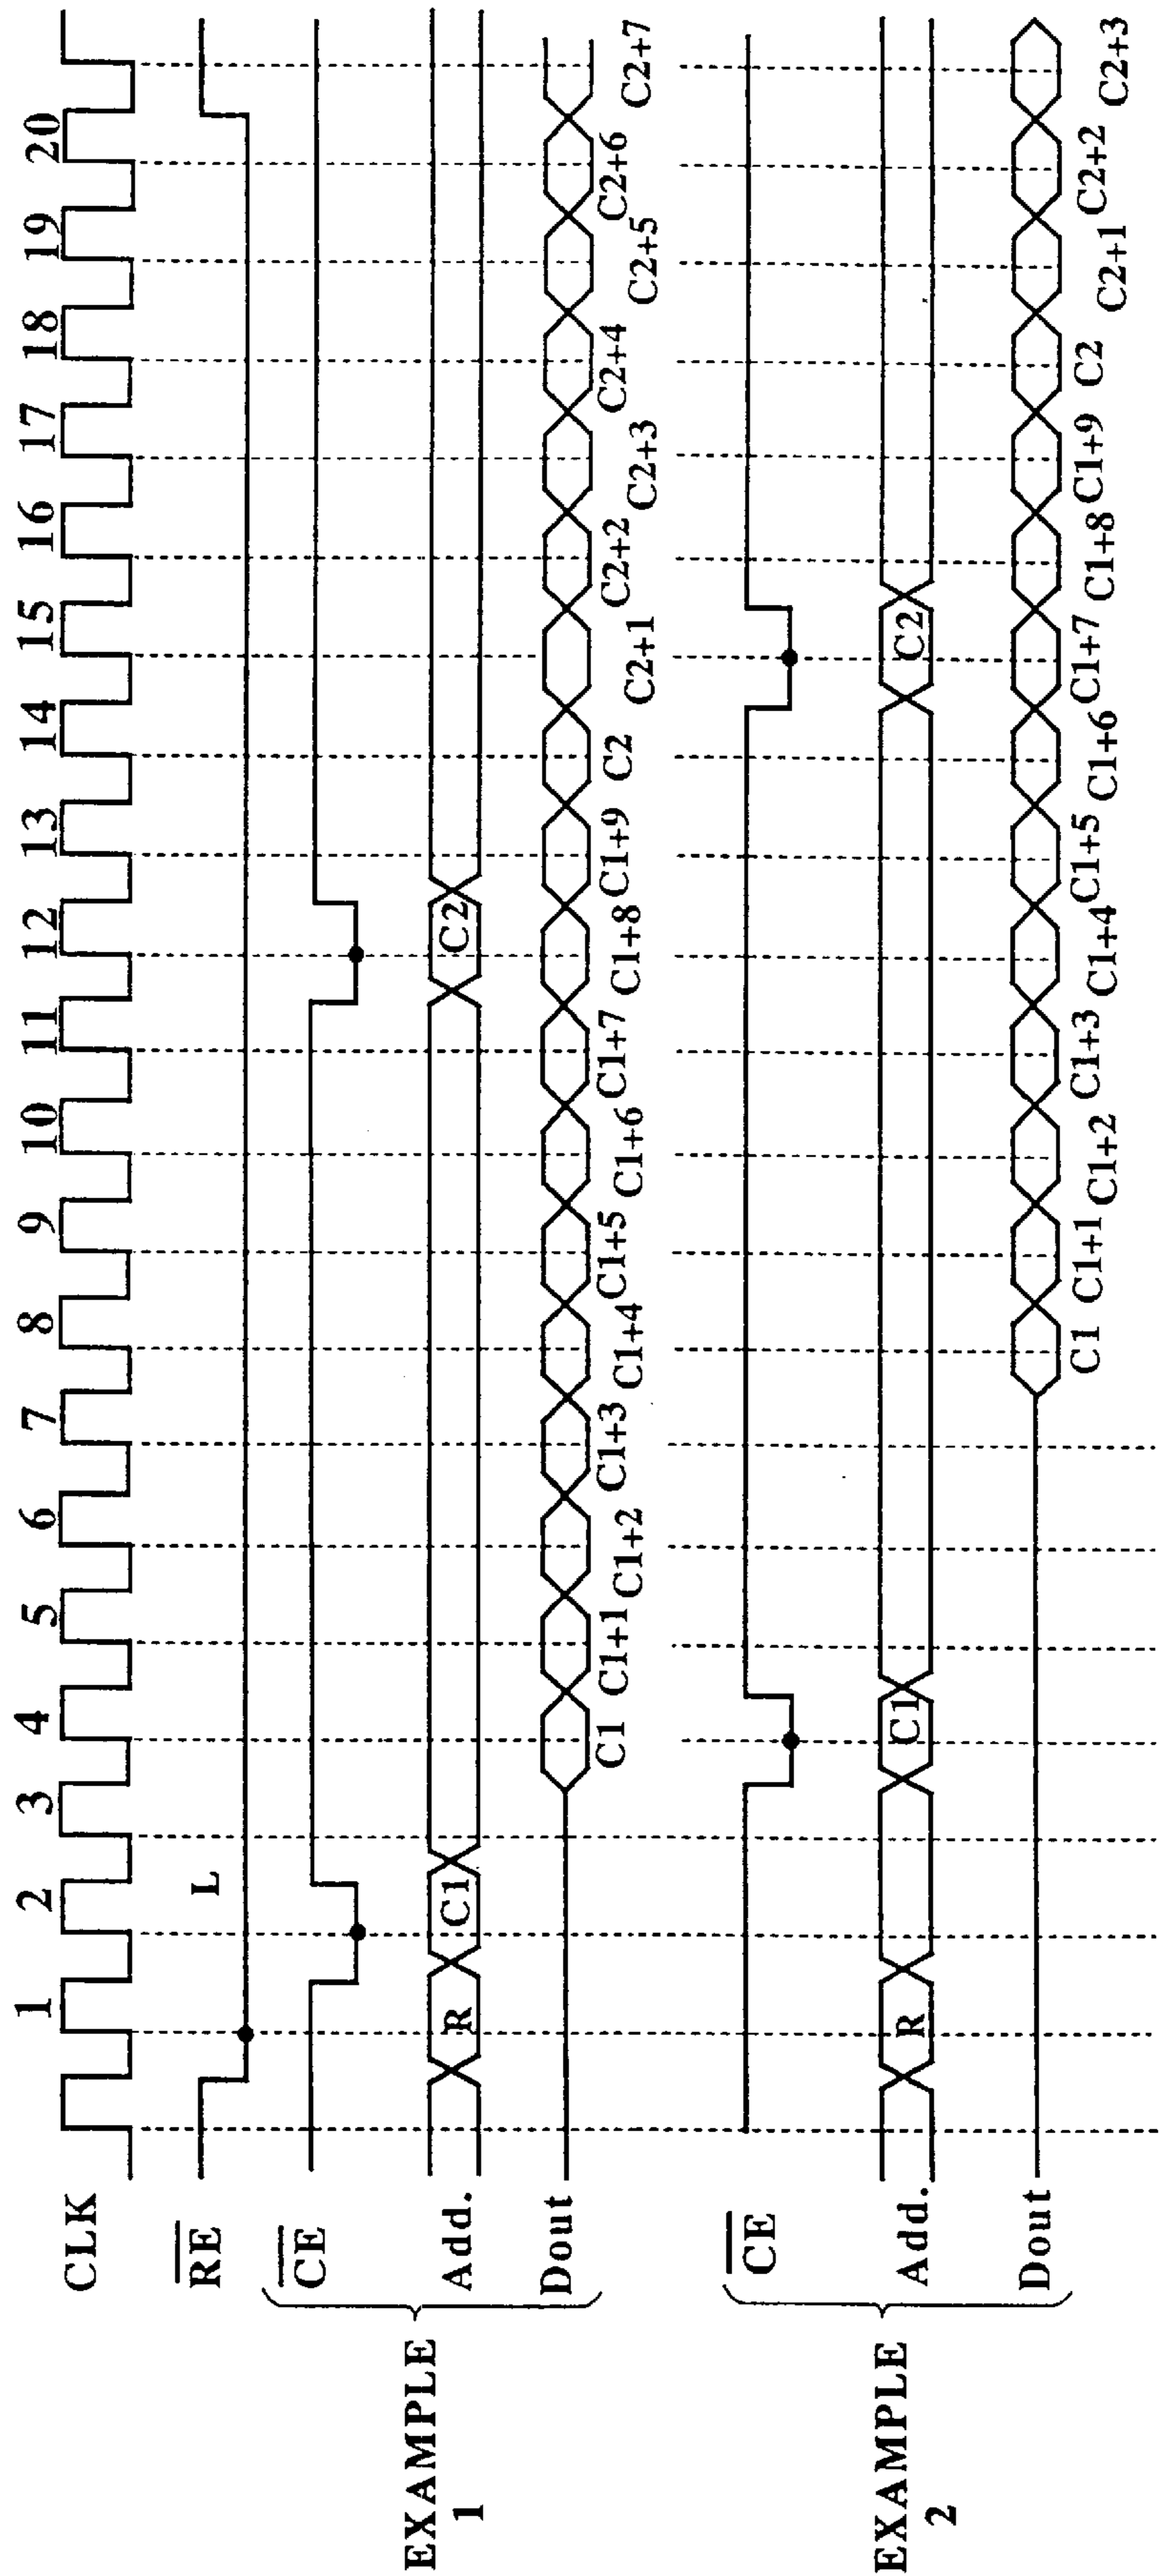 CLK 1 2 3 4 5 6 7 8 9 10 11 12 13 14 15 16 17 18 19 20
RE L
EXAMPLE 1
CE
Add. R C1 C2
Dout C1 C1+1 C1+2 C1+3 C1+4 C1+5 C1+6 C1+7 C1+8 C1+9 C2 C2+1 C2+2 C2+3 C2+4 C2+5 C2+6 C2+7
EXAMPLE 2
CE
Add. R C1 C2
Dout C1 C1+1 C1+2 C1+3 C1+4 C1+5 C1+6 C1+7 C1+8 C1+9 C2 C2+1 C2+2 C2+3